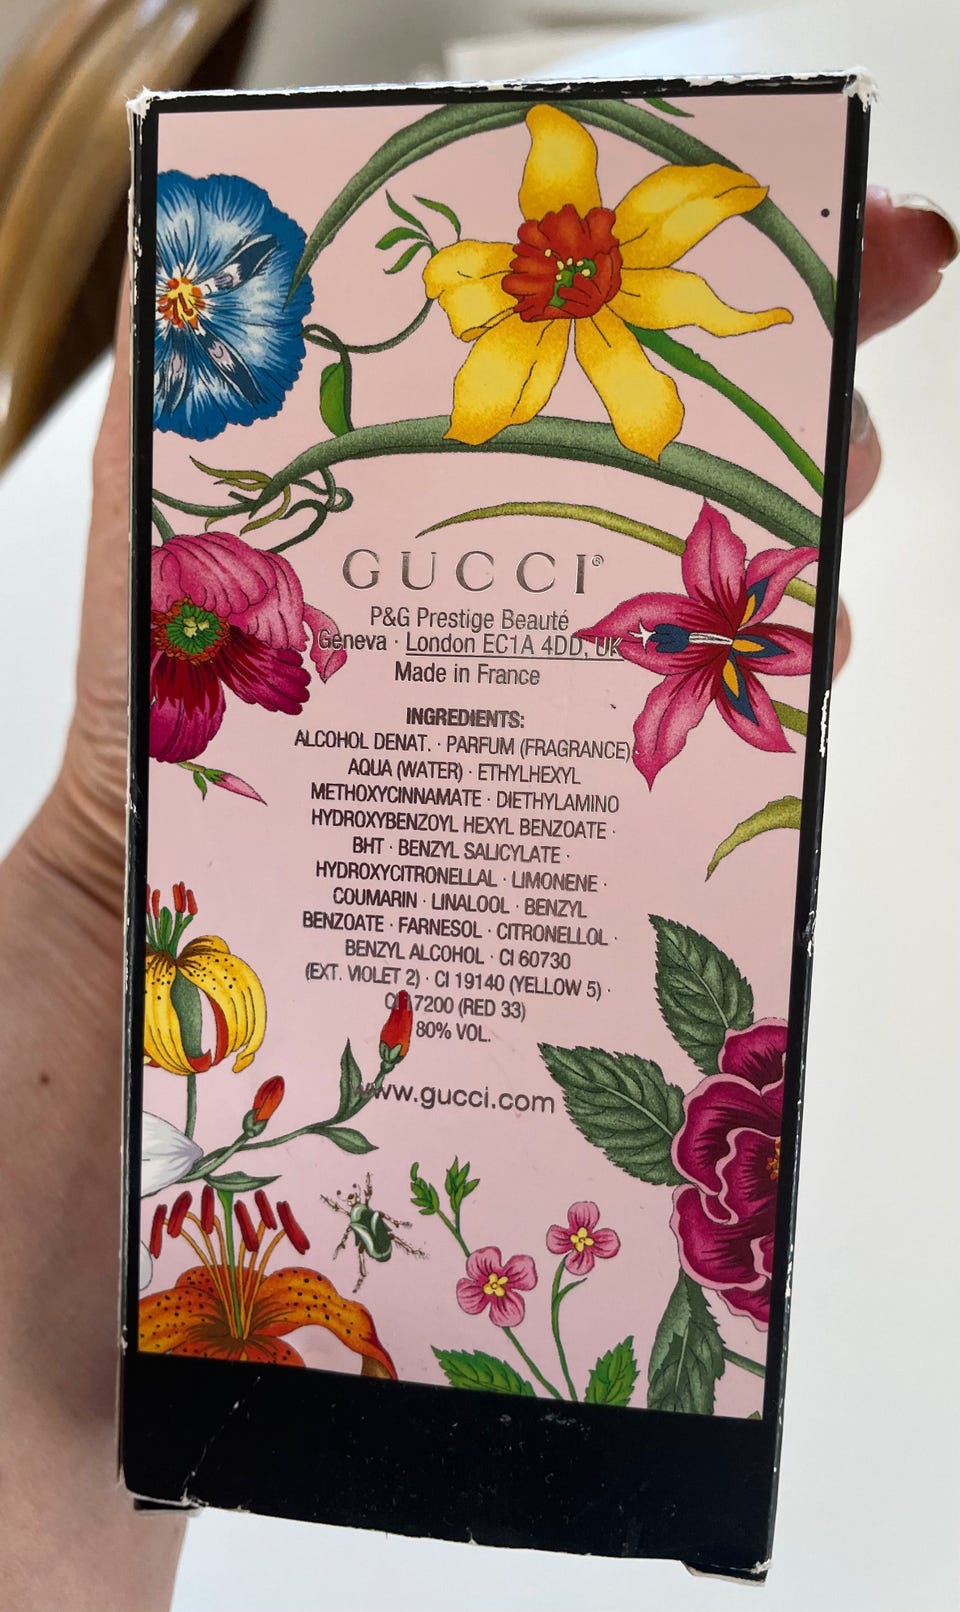 GUCCI®
P&G Prestige Beauté
Geneva · London EC1A 4DD, UK
Made in France
INGREDIENTS:
ALCOHOL DENAT. · PARFUM (FRAGRANCE) ·
AQUA (WATER) · ETHYLHEXYL
METHOXYCINNAMATE · DIETHYLAMINO
HYDROXYBENZOYL HEXYL BENZOATE ·
BHT · BENZYL SALICYLATE ·
HYDROXYCITRONELLAL · LIMONENE ·
COUMARIN · LINALOOL · BENZYL
BENZOATE · FARNESOL · CITRONELLOL ·
BENZYL ALCOHOL · CI 60730
(EXT. VIOLET 2) · CI 19140 (YELLOW 5) ·
CI 17200 (RED 33)
80% VOL.
www.gucci.com